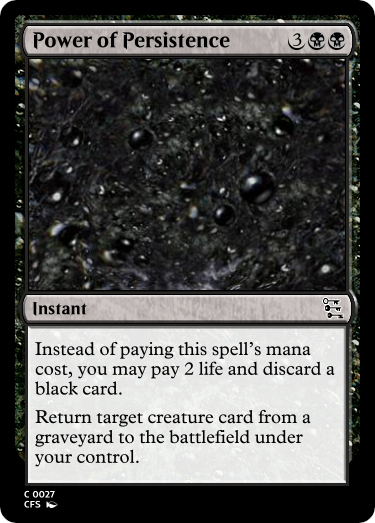 Power of Persistence 3
Instant
Instead of paying this spell's mana
cost, you may pay 2 life and discard a
black card.
Return target creature card from a
graveyard to the battlefield under
your control.
C 0027
CFS